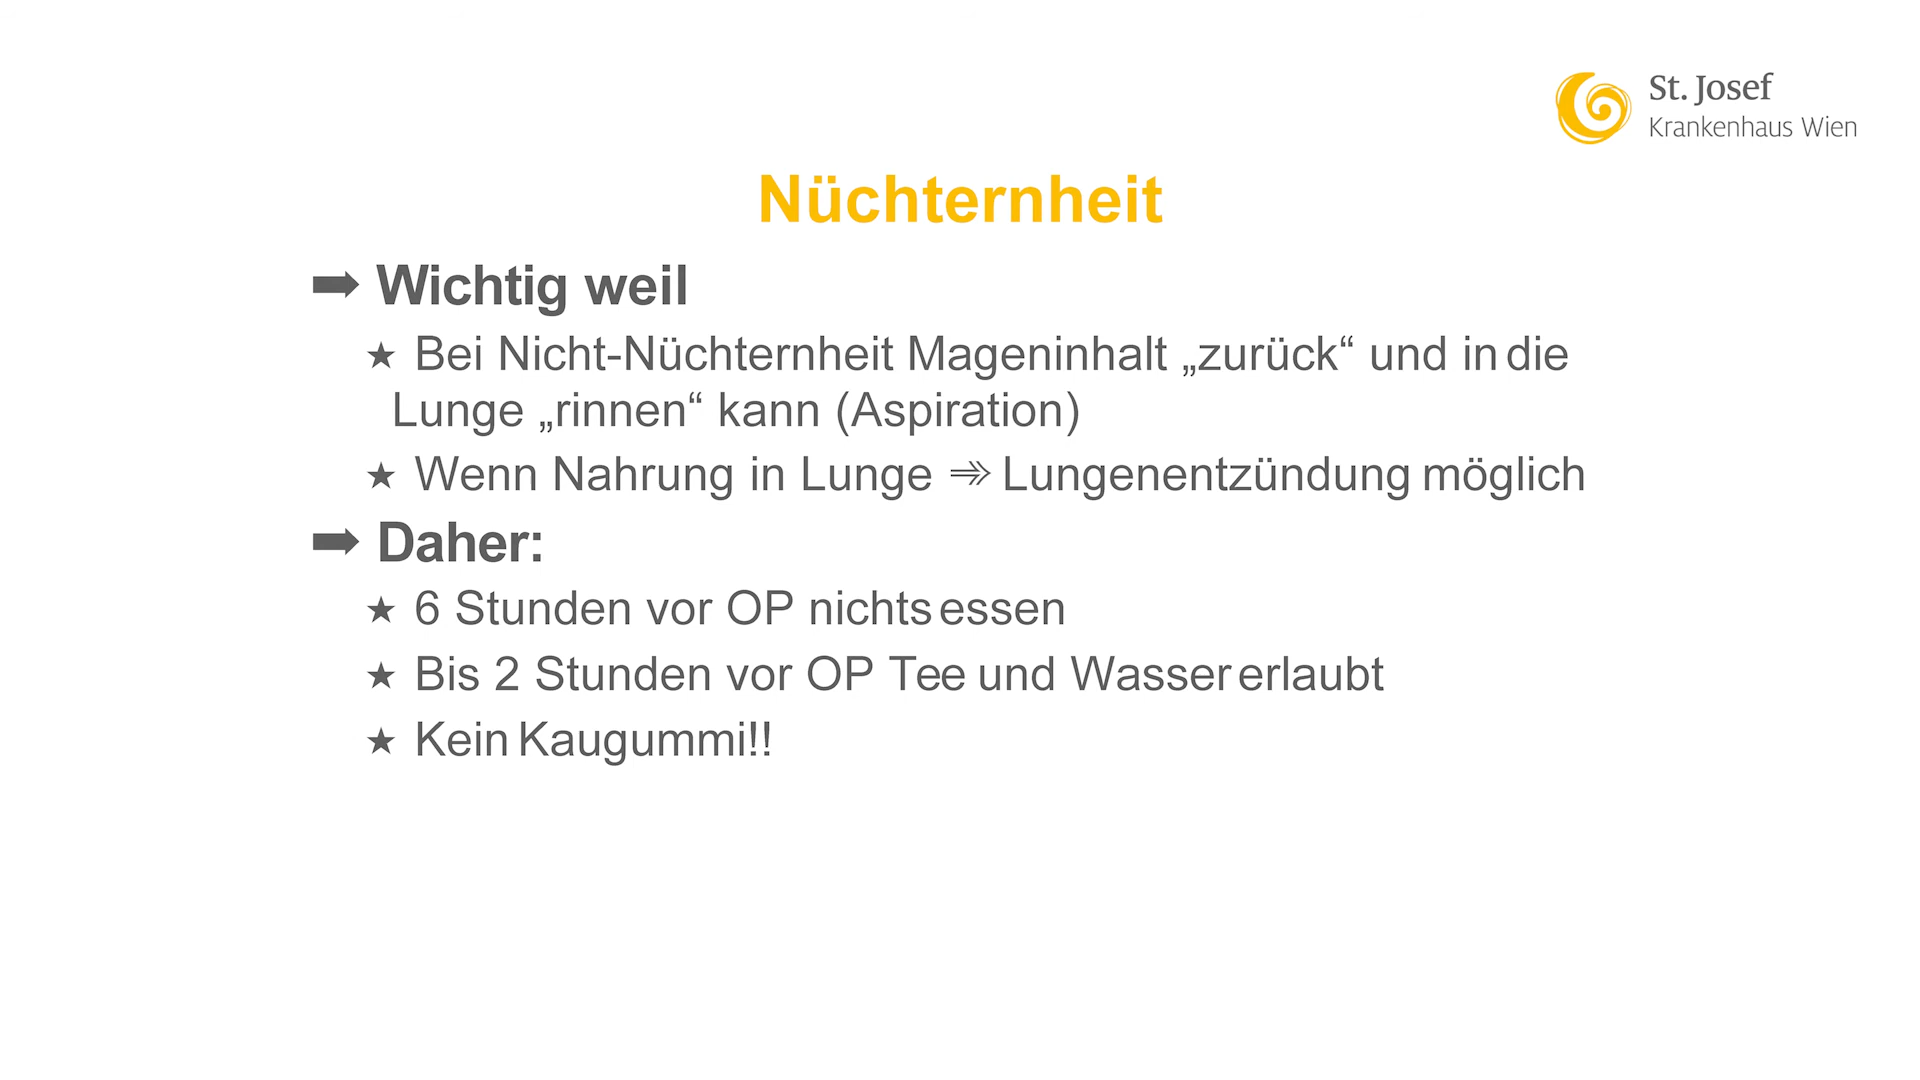 St. Josef
Krankenhaus Wien
Nüchternheit
➡ Wichtig weil
★ Bei Nicht-Nüchternheit Mageninhalt „zurück“ und in die
Lunge „rinnen“ kann (Aspiration)
★ Wenn Nahrung in Lunge ➾ Lungenentzündung möglich
➡ Daher:
★ 6 Stunden vor OP nichts essen
★ Bis 2 Stunden vor OP Tee und Wasser erlaubt
★ Kein Kaugummi!!